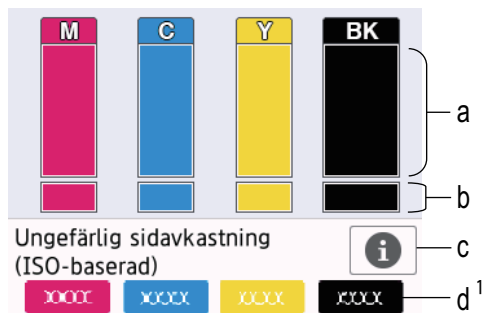 M C Y BK
a
b
Ungefärlig sidavkastning
(ISO-baserad)
i
c
XXXX XXXX XXXX XXXX
d 1